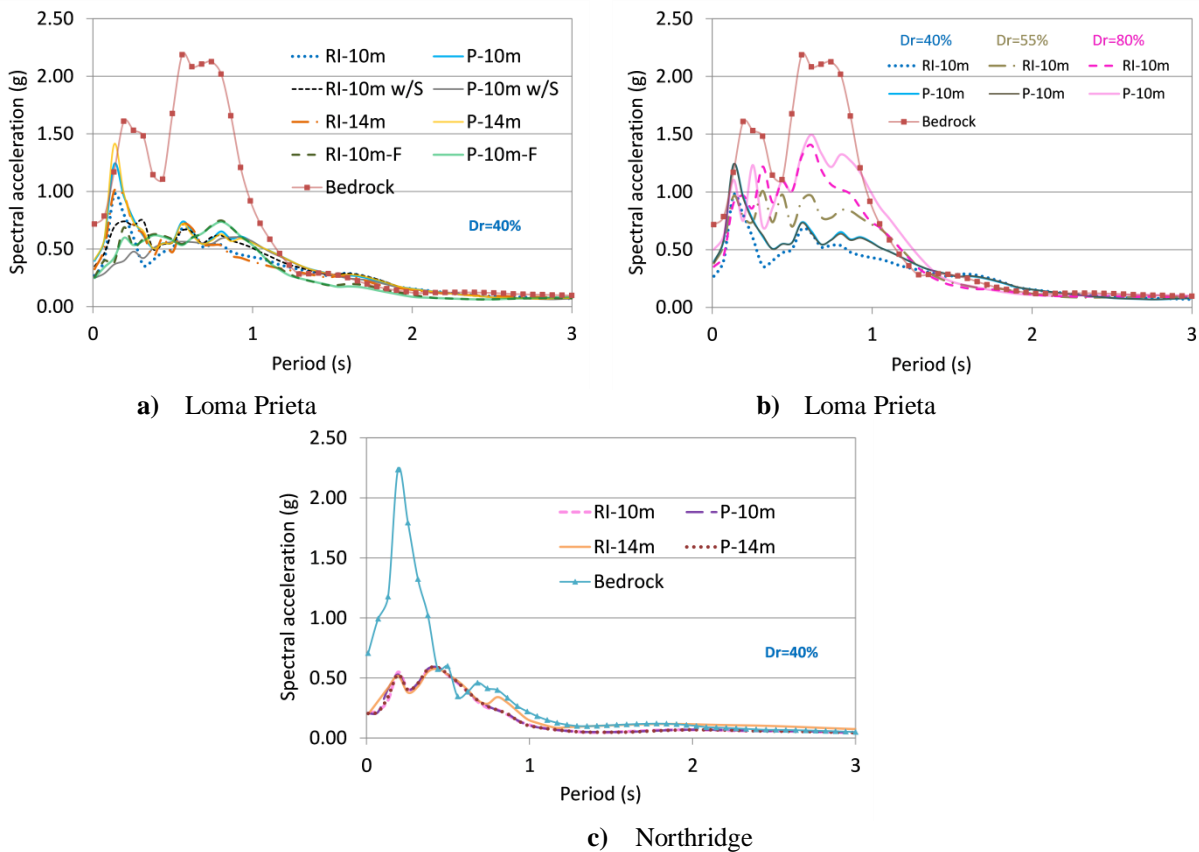 2.50
2.00
1.50
1.00
0.50
0.00
Spectral acceleration (g)
RI-10m
P-10m
RI-10m w/S
P-10m w/S
RI-14m
P-14m
RI-10m-F
P-10m-F
Bedrock
Dr=40%
0
1
2
3
Period (s)
a) Loma Prieta
2.50
2.00
1.50
1.00
0.50
0.00
Spectral acceleration (g)
Dr=40%
Dr=55%
Dr=80%
RI-10m
RI-10m
RI-10m
P-10m
P-10m
P-10m
Bedrock
0
1
2
3
Period (s)
b) Loma Prieta
2.50
2.00
1.50
1.00
0.50
0.00
Spectral acceleration (g)
RI-10m
P-10m
RI-14m
P-14m
Bedrock
Dr=40%
0
1
2
3
Period (s)
c) Northridge